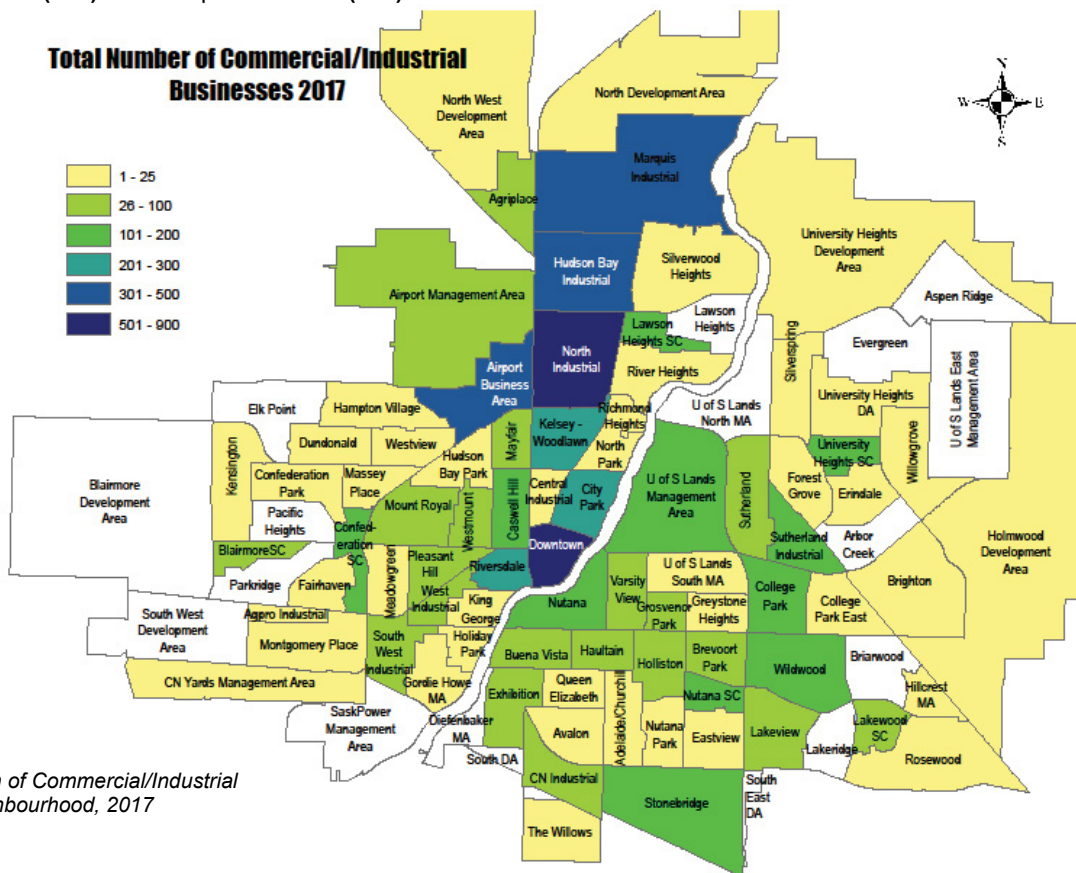 Total Number of Commercial/Industrial
Businesses 2017
1 - 25
26 - 100
101 - 200
201 - 300
301 - 500
501 - 900
N
W
E
S
North West
Development
Area
North Development Area
Marquis
Industrial
Agriplace
University Heights
Development
Area
Hudson Bay
Industrial
Silverwood
Heights
Airport Management Area
Aspen Ridge
Lawson
Heights
Lawson
Heights SC
Evergreen
North
Industrial
Silverspring
U of S Lands East
Management Area
Airport
Business
Area
River Heights
Elk Point
Hampton Village
Richmond
Heights
U of S Lands
North MA
University Heights
DA
Kelsey -
Woodlawn
Mayfair
Dundonald
Westview
Hudson
Bay Park
North
Park
Willowgrove
Kensington
University
Heights SC
Confederation
Park
Massey
Place
Central
Industrial
City
Park
U of S Lands
Management
Area
Sutherland
Forest
Grove
Erindale
Blairmore
Development
Area
Mount Royal
Westmount
Caswell Hill
Pacific
Heights
Confed-
eration
SC
Sutherland
Industrial
Arbor
Creek
Holmwood
Development
Area
Downtown
Blairmore SC
Pleasant
Hill
Riversdale
U of S Lands
South MA
Parkridge
Fairhaven
Meadowgreen
West
Industrial
Varsity
View
College
Park
Brighton
King
George
Nutana
Grosvenor
Park
Greystone
Heights
College
Park East
South West
Development
Area
Agpro Industrial
Montgomery Place
South
West
Industrial
Holiday
Park
Buena Vista
Haultain
Holliston
Brevoort
Park
Wildwood
Briarwood
CN Yards Management Area
Gordie Howe
MA
Exhibition
Queen
Elizabeth
Nutana SC
Hillcrest
MA
SaskPower
Management
Area
Diefenbaker
MA
Avalon
Adelaide/Churchill
Nutana
Park
Eastview
Lakeview
Lakeridge
Lakewood
SC
Rosewood
South DA
CN Industrial
Stonebridge
South
East
DA
The Willows
of Commercial/Industrial
hbourhood, 2017